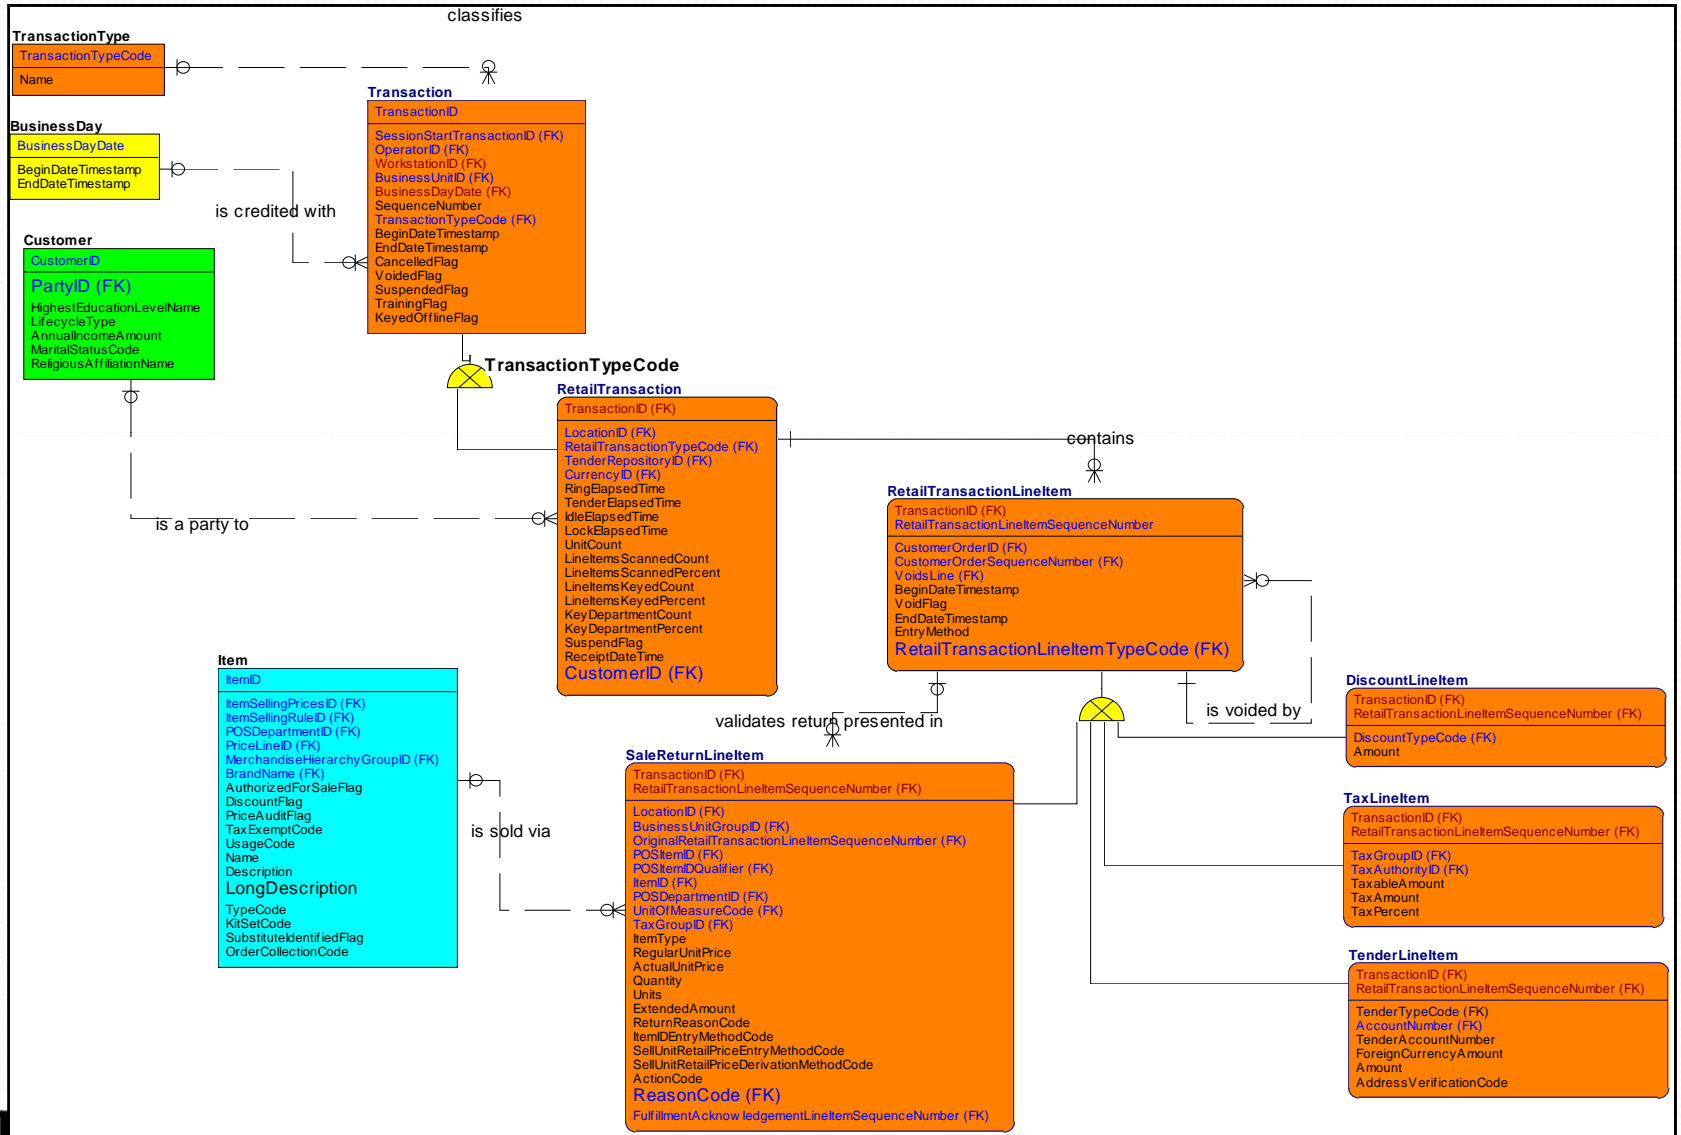 classifies
TransactionType
TransactionTypeCode
Name
BusinessDay
BusinessDayDate
BeginDateTimestamp
EndDateTimestamp
is credited with
Transaction
TransactionID
SessionStartTransactionID (FK)
OperatorID (FK)
WorkstationID (FK)
BusinessUnitID (FK)
BusinessDayDate (FK)
SequenceNumber
TransactionTypeCode (FK)
BeginDateTimestamp
EndDateTimestamp
CancelledFlag
VoidedFlag
SuspendedFlag
TrainingFlag
KeyedOfflineFlag
Customer
CustomerID
PartyID (FK)
HighestEducationLevelName
LifecycleType
AnnualIncomeAmount
MaritalStatusCode
ReligiousAffiliationName
is a party to
TransactionTypeCode
RetailTransaction
TransactionID (FK)
LocationID (FK)
RetailTransactionTypeCode (FK)
TenderRepositoryID (FK)
CurrencyID (FK)
RingElapsedTime
TenderElapsedTime
IdleElapsedTime
LockElapsedTime
UnitCount
LineItemsScannedCount
LineItemsScannedPercent
LineItemsKeyedCount
LineItemsKeyedPercent
KeyDepartmentCount
KeyDepartmentPercent
SuspendFlag
ReceiptDateTime
CustomerID (FK)
contains
RetailTransactionLineItem
TransactionID (FK)
RetailTransactionLineItemSequenceNumber
CustomerOrderID (FK)
CustomerOrderSequenceNumber (FK)
VoidsLine (FK)
BeginDateTimestamp
VoidFlag
EndDateTimestamp
EntryMethod
RetailTransactionLineItemTypeCode (FK)
is voided by
validates return presented in
Item
ItemID
ItemSellingPricesID (FK)
ItemSellingRuleID (FK)
POSDepartmentID (FK)
PriceLineID (FK)
MerchandiseHierarchyGroupID (FK)
BrandName (FK)
AuthorizedForSaleFlag
DiscountFlag
PriceAuditFlag
TaxExemptCode
UsageCode
Name
Description
LongDescription
TypeCode
KitSetCode
SubstituteIdentifiedFlag
OrderCollectionCode
is sold via
SaleReturnLineItem
TransactionID (FK)
RetailTransactionLineItemSequenceNumber (FK)
LocationID (FK)
BusinessUnitGroupID (FK)
OriginalRetailTransactionLineItemSequenceNumber (FK)
POSItemID (FK)
POSItemIDQualifier (FK)
ItemID (FK)
POSDepartmentID (FK)
UnitOfMeasureCode (FK)
TaxGroupID (FK)
ItemType
RegularUnitPrice
ActualUnitPrice
Quantity
Units
ExtendedAmount
ReturnReasonCode
ItemIDEntryMethodCode
SellUnitRetailPriceEntryMethodCode
SellUnitRetailPriceDerivationMethodCode
ActionCode
ReasonCode (FK)
FulfillmentAcknowledgementLineItemSequenceNumber (FK)
DiscountLineItem
TransactionID (FK)
RetailTransactionLineItemSequenceNumber (FK)
DiscountTypeCode (FK)
Amount
TaxLineItem
TransactionID (FK)
RetailTransactionLineItemSequenceNumber (FK)
TaxGroupID (FK)
TaxAuthorityID (FK)
TaxableAmount
TaxAmount
TaxPercent
TenderLineItem
TransactionID (FK)
RetailTransactionLineItemSequenceNumber (FK)
TenderTypeCode (FK)
AccountNumber (FK)
TenderAccountNumber
ForeignCurrencyAmount
Amount
AddressVerificationCode